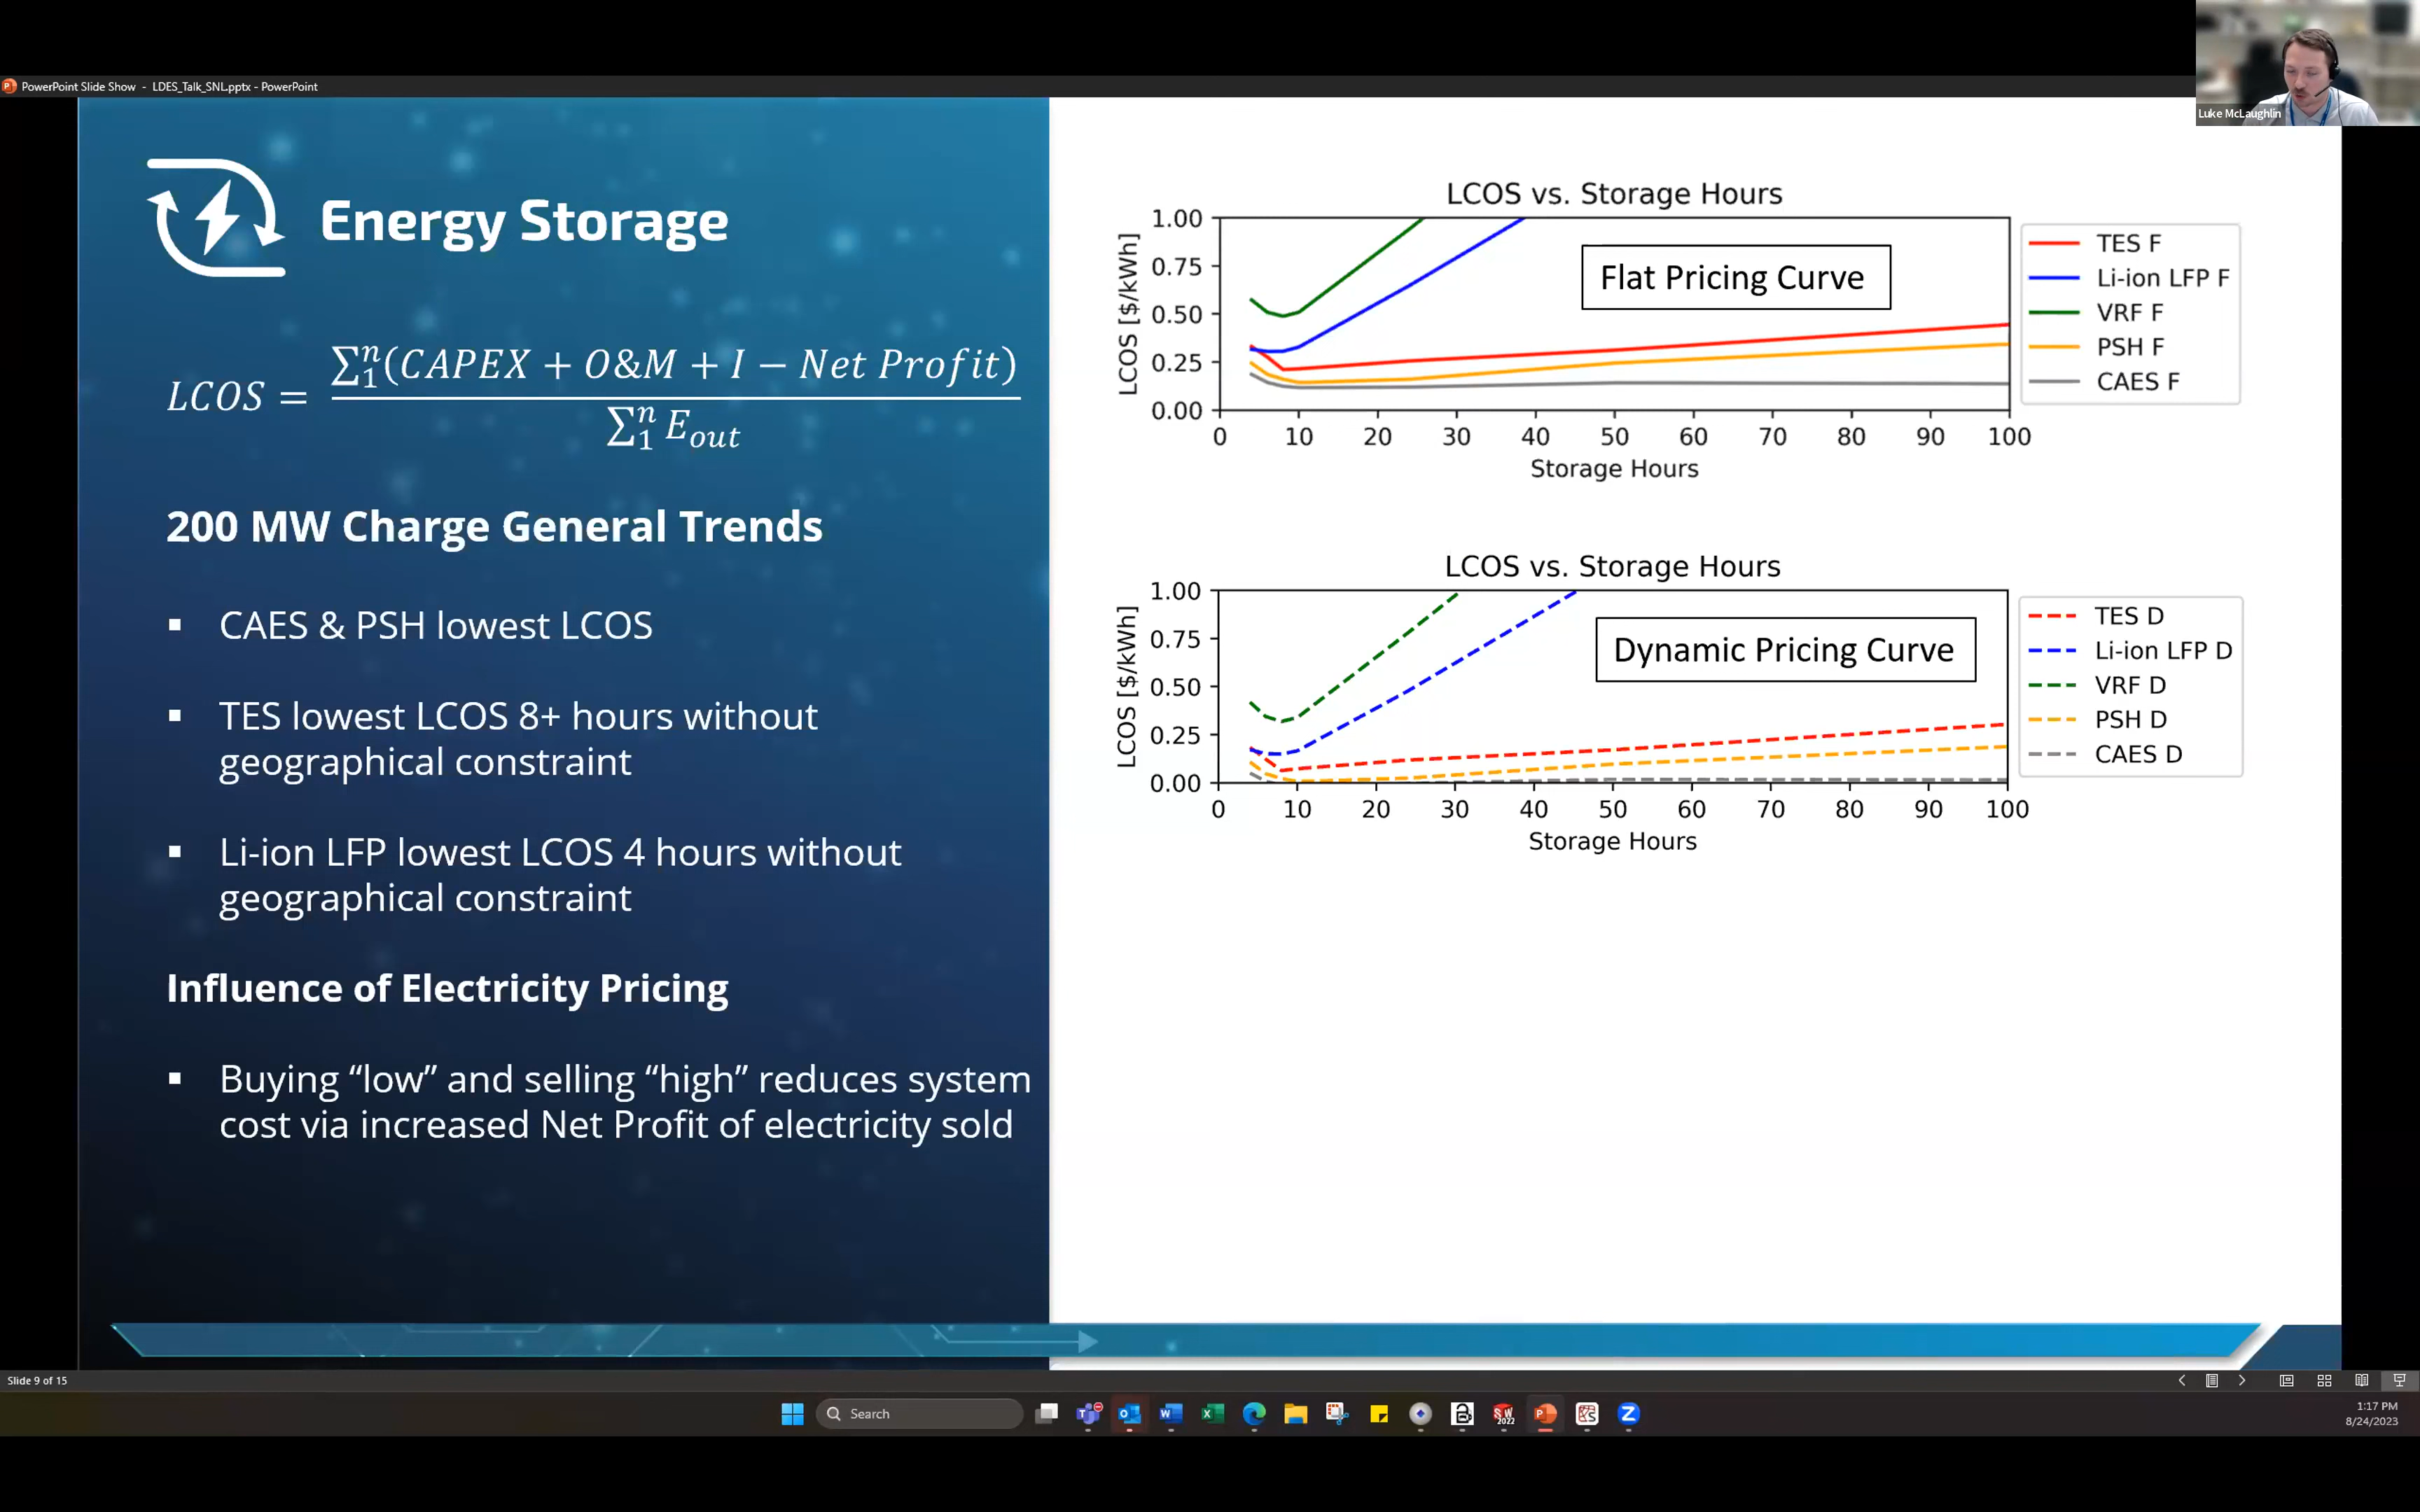 PowerPoint Slide Show - LDES_Talk_SNL.pptx - PowerPoint
Luke McLaughlin
Energy Storage
LCOS = \frac{\sum_1^n (CAPEX + O&M + I − Net Profit)}{\sum_1^n E_{out}}
200 MW Charge General Trends
▪ CAES & PSH lowest LCOS
▪ TES lowest LCOS 8+ hours without
geographical constraint
▪ Li-ion LFP lowest LCOS 4 hours without
geographical constraint
Influence of Electricity Pricing
▪ Buying “low” and selling “high” reduces system
cost via increased Net Profit of electricity sold
LCOS vs. Storage Hours
LCOS [$/kWh]
1.00
0.75
0.50
0.25
0.00
Flat Pricing Curve
0 10 20 30 40 50 60 70 80 90 100
Storage Hours
TES F
Li-ion LFP F
VRF F
PSH F
CAES F
LCOS vs. Storage Hours
LCOS [$/kWh]
1.00
0.75
0.50
0.25
0.00
Dynamic Pricing Curve
0 10 20 30 40 50 60 70 80 90 100
Storage Hours
TES D
Li-ion LFP D
VRF D
PSH D
CAES D
Slide 9 of 15
Search
SW
2022
1:17 PM
8/24/2023